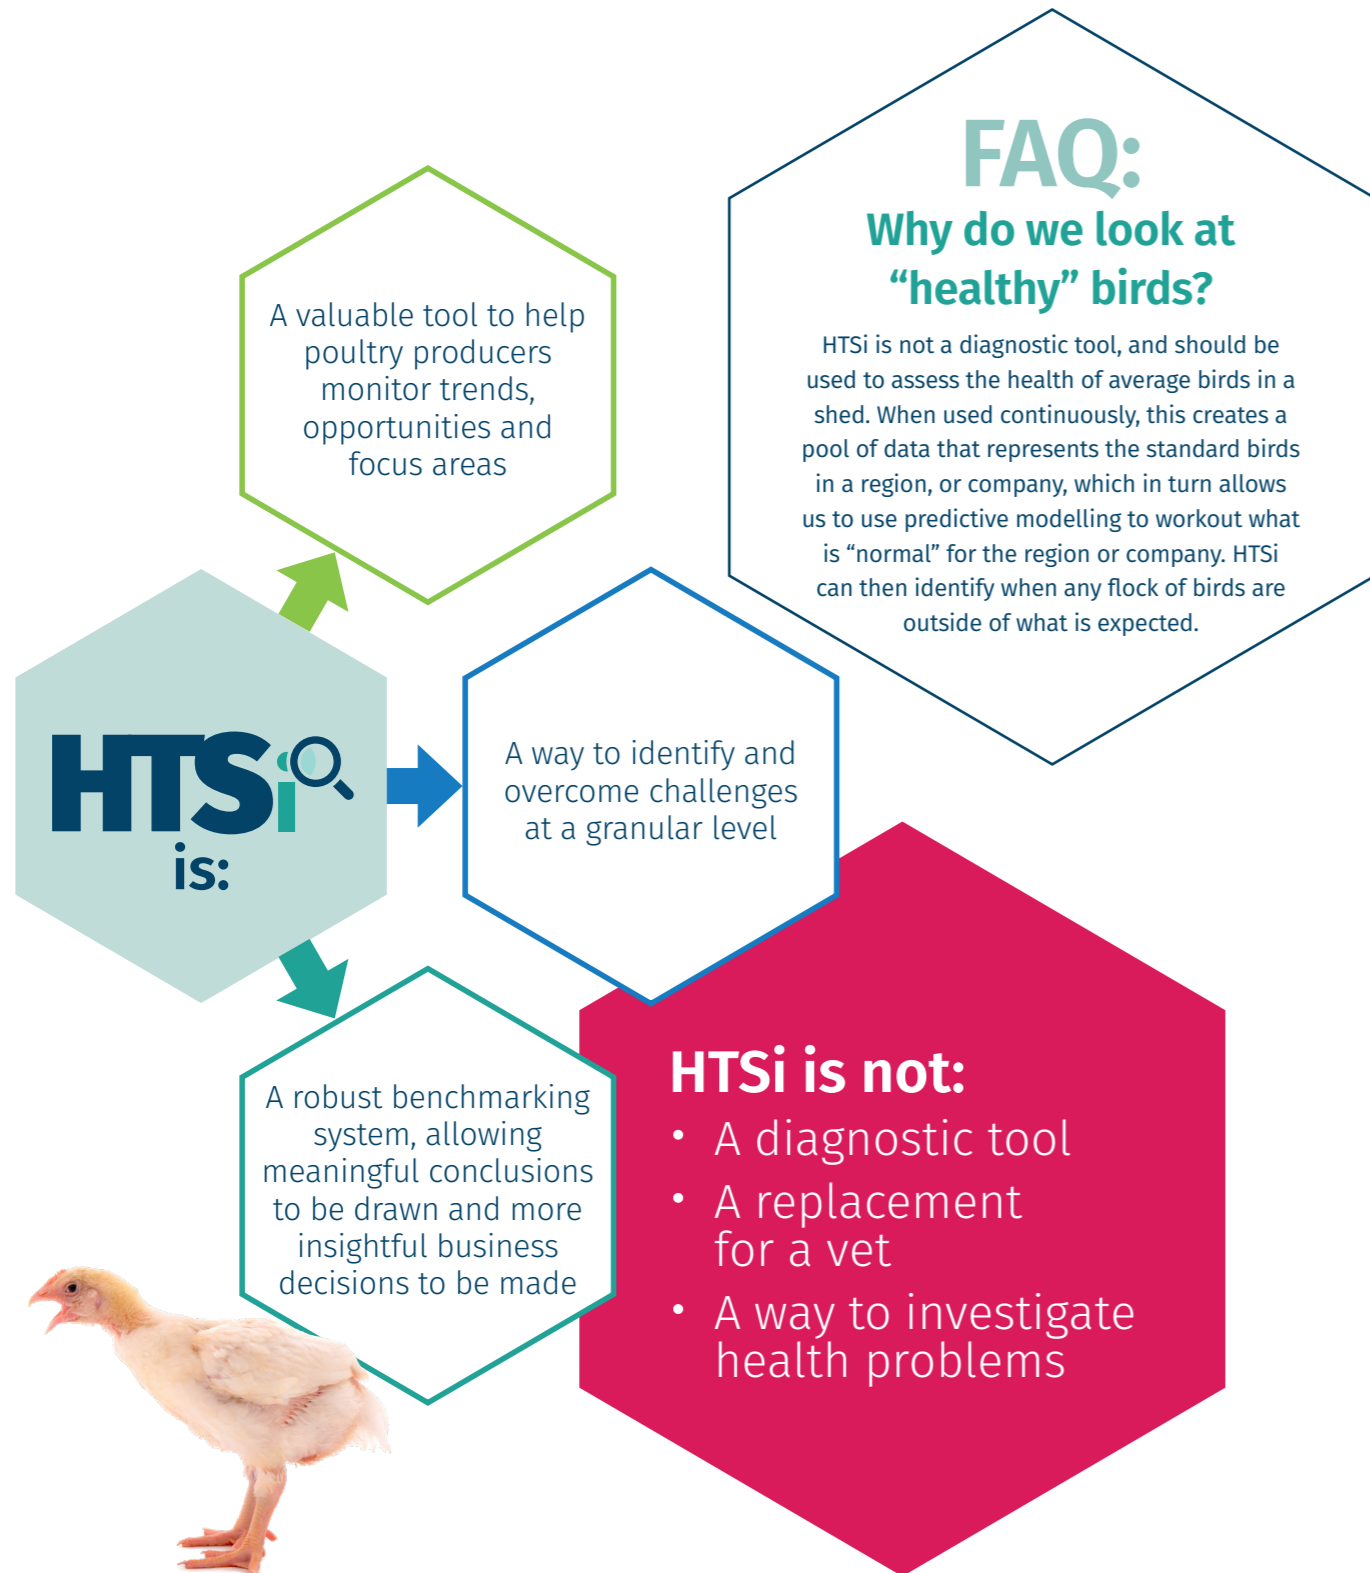 FAQ:
Why do we look at
“healthy” birds?
HTSi is not a diagnostic tool, and should be
used to assess the health of average birds in a
shed. When used continuously, this creates a
pool of data that represents the standard birds
in a region, or company, which in turn allows
us to use predictive modelling to workout what
is “normal” for the region or company. HTSi
can then identify when any flock of birds are
outside of what is expected.
A valuable tool to help
poultry producers
monitor trends,
opportunities and
focus areas
HTSi
is:
A way to identify and
overcome challenges
at a granular level
A robust benchmarking
system, allowing
meaningful conclusions
to be drawn and more
insightful business
decisions to be made
HTSi is not:
• A diagnostic tool
• A replacement
for a vet
• A way to investigate
health problems